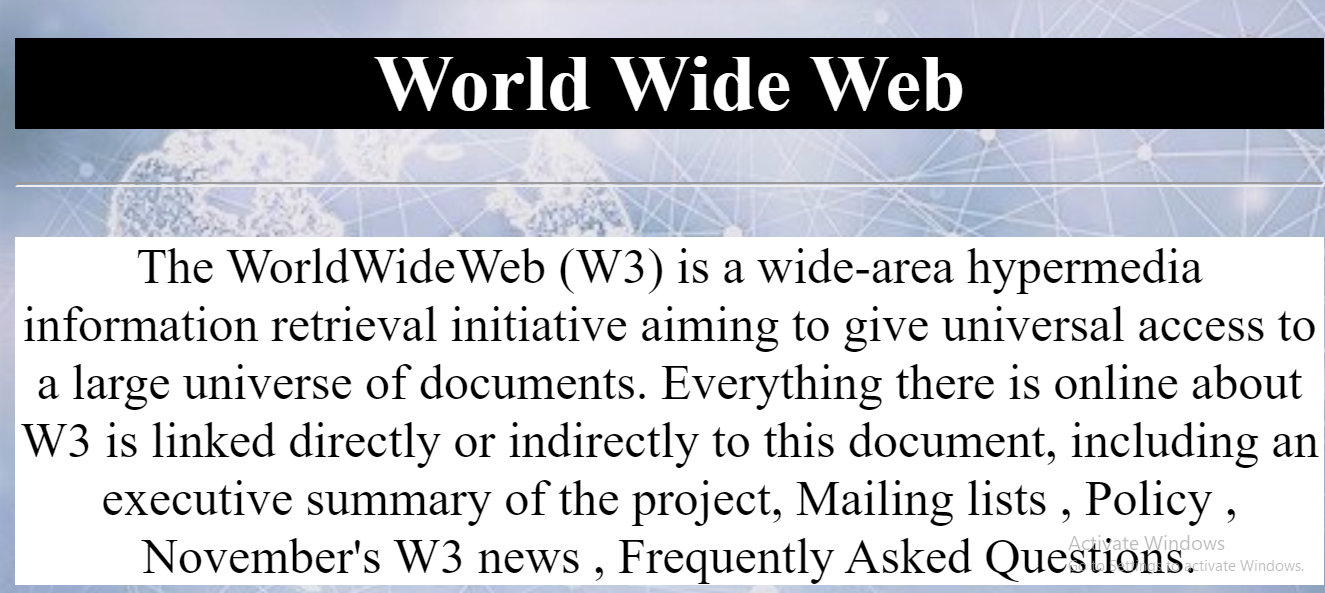 World Wide Web
The WorldWideWeb (W3) is a wide-area hypermedia
information retrieval initiative aiming to give universal access to
a large universe of documents. Everything there is online about
W3 is linked directly or indirectly to this document, including an
executive summary of the project, Mailing lists , Policy ,
November's W3 news , Frequently Asked Questions.
Activate Windows
Go to Settings to activate Windows.